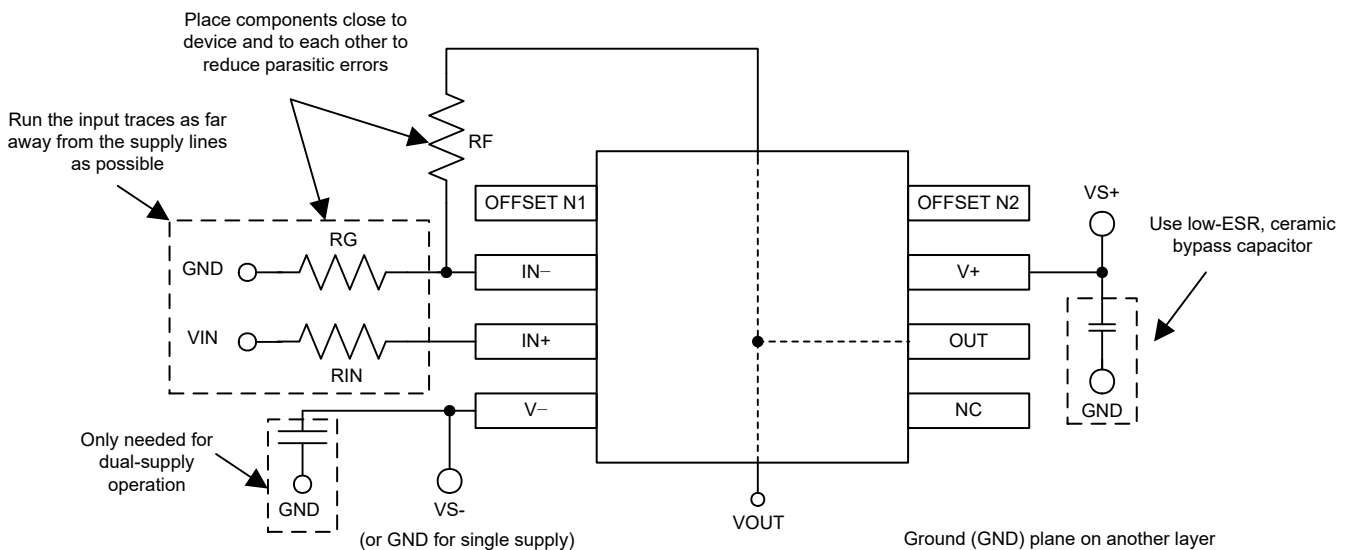 Place components close to
device and to each other to
reduce parasitic errors
Run the input traces as far
away from the supply lines
as possible
RF
OFFSET N1
OFFSET N2
VS+
Use low-ESR, ceramic
bypass capacitor
RG
GND
IN−
V+
VIN
IN+
OUT
RIN
V−
NC
GND
Only needed for
dual-supply
operation
GND
VS-
(or GND for single supply)
VOUT
Ground (GND) plane on another layer